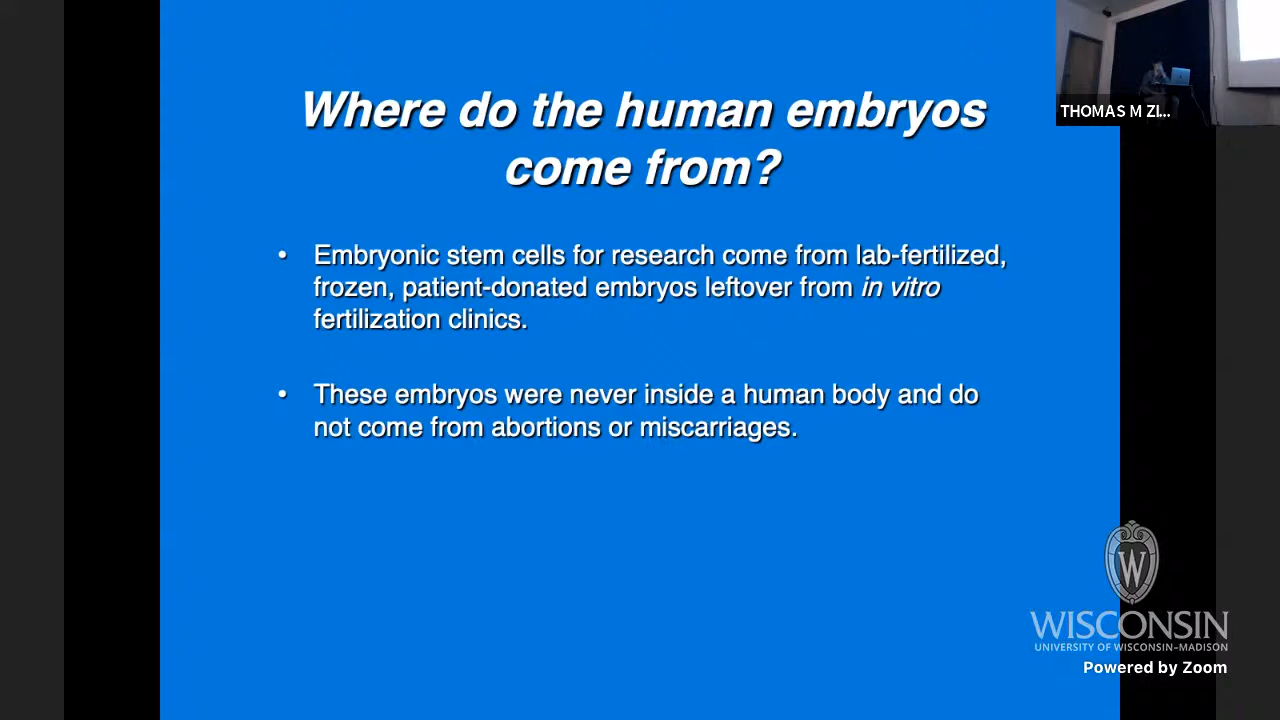 Where do the human embryos
come from?
THOMAS M ZI...
• Embryonic stem cells for research come from lab-fertilized,
frozen, patient-donated embryos leftover from in vitro
fertilization clinics.
• These embryos were never inside a human body and do
not come from abortions or miscarriages.
W
WISCONSIN
UNIVERSITY OF WISCONSIN–MADISON
Powered by Zoom